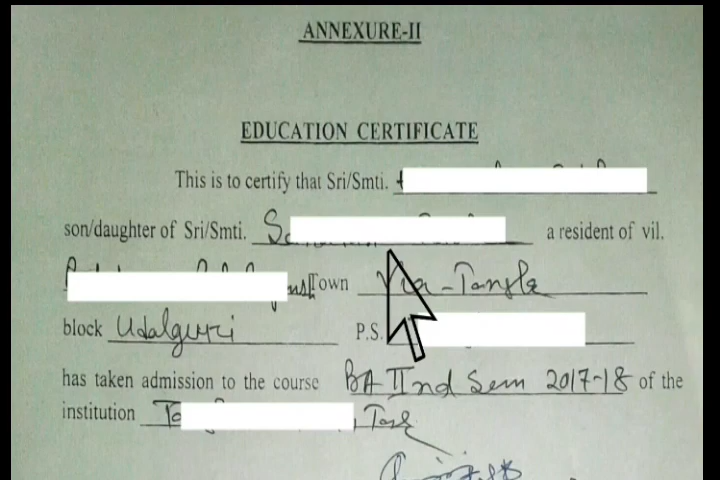 ANNEXURE-II
EDUCATION CERTIFICATE
This is to certify that Sri/Smti.
son/daughter of Sri/Smti. a resident of vil.
Town Via-Tangla
block Udalguri P.S.
has taken admission to the course BA IInd Sem 2017-18 of the
institution